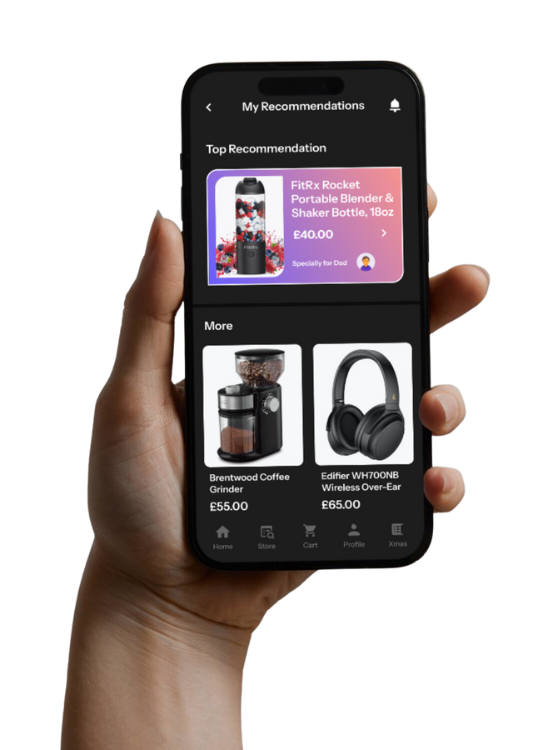 My Recommendations
Top Recommendation
FitRx Rocket
Portable Blender &
Shaker Bottle, 18oz
£40.00
Specially for Dad
FITRX
More
Brentwood Coffee
Grinder
£55.00
Edifier WH700NB
Wireless Over-Ear
£65.00
Home
Store
Cart
Profile
Xmas